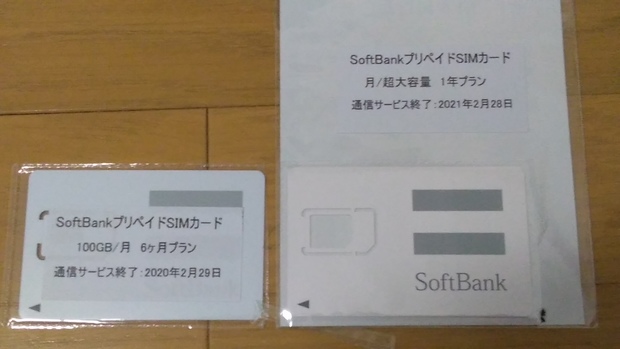 SoftBankプリペイドSIMカード
100GB/月 6ヶ月プラン
通信サービス終了：2020年2月29日
SoftBankプリペイドSIMカード
月/超大容量 1年プラン
通信サービス終了：2021年2月28日
SoftBank